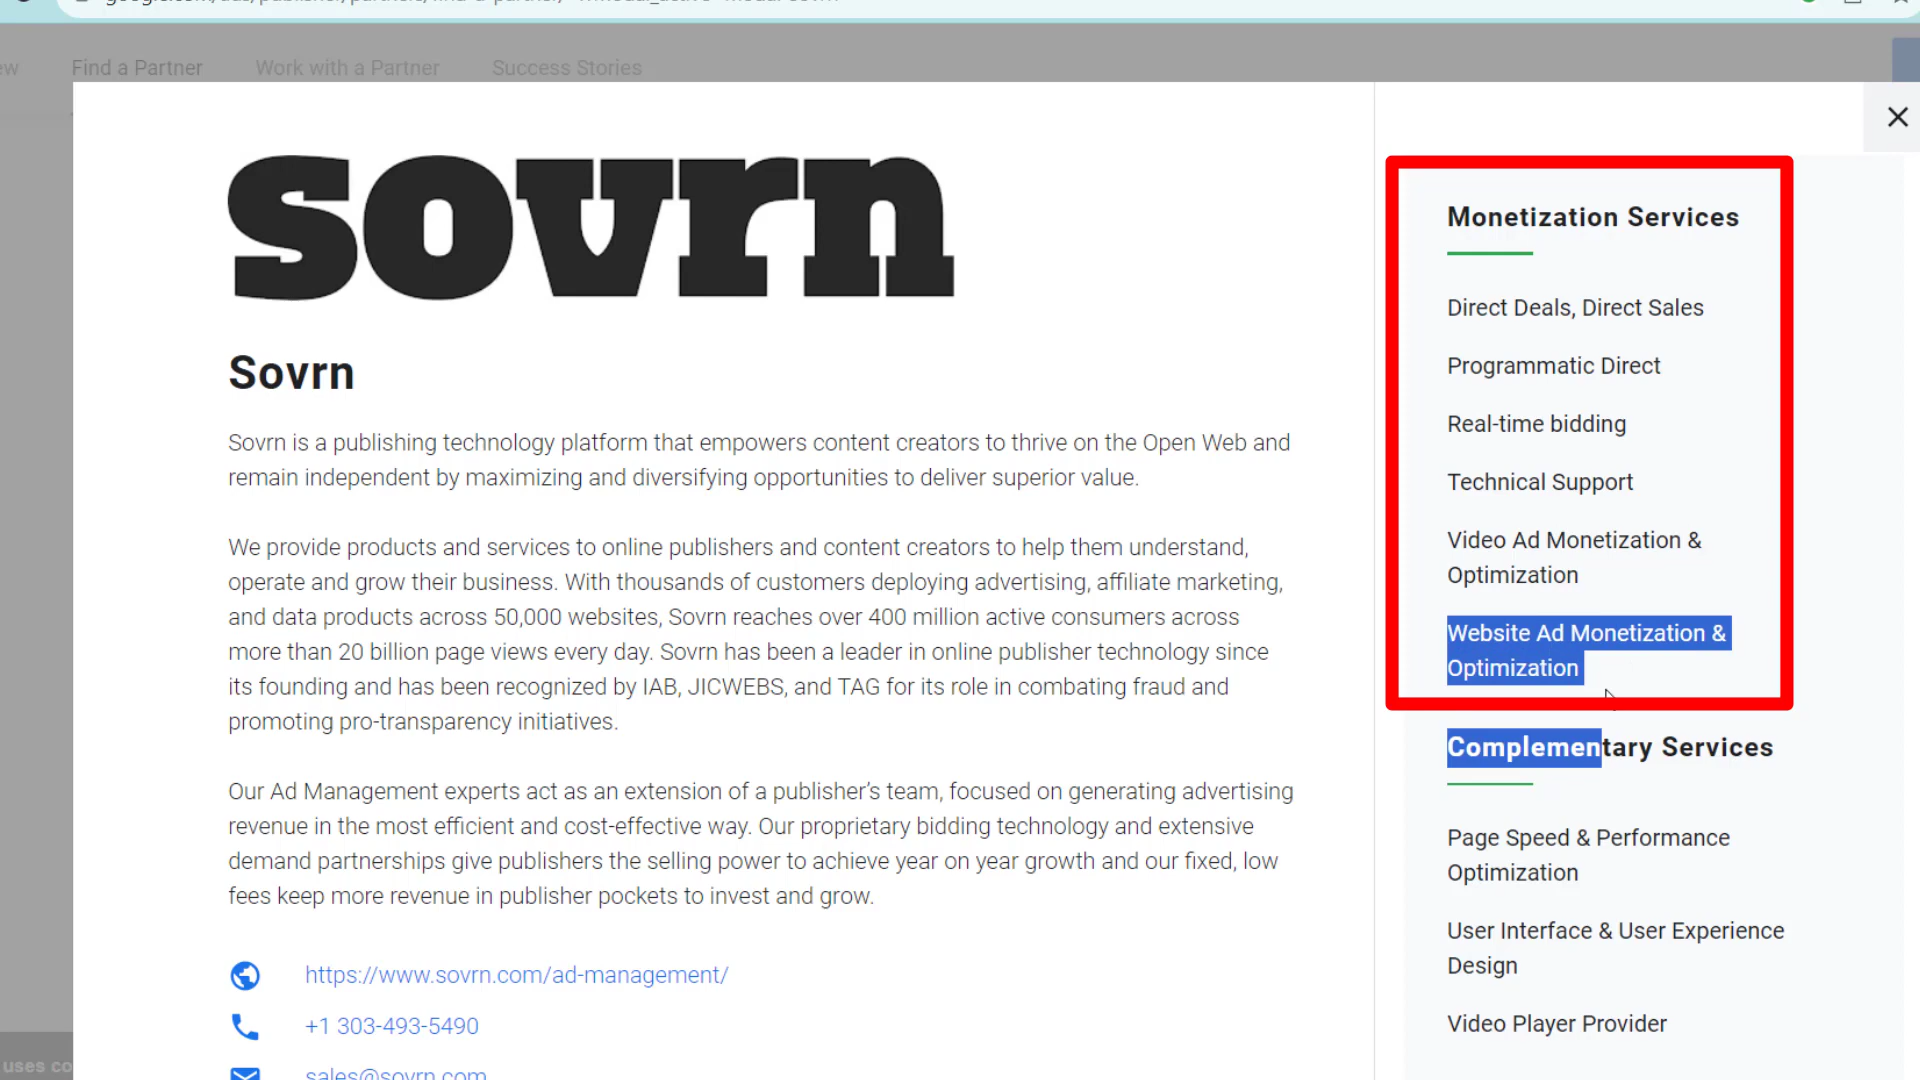 Find a Partner
Work with a Partner
Success Stories
sovrn
Sovrn
Sovrn is a publishing technology platform that empowers content creators to thrive on the Open Web and
remain independent by maximizing and diversifying opportunities to deliver superior value.
We provide products and services to online publishers and content creators to help them understand,
operate and grow their business. With thousands of customers deploying advertising, affiliate marketing,
and data products across 50,000 websites, Sovrn reaches over 400 million active consumers across
more than 20 billion page views every day. Sovrn has been a leader in online publisher technology since
its founding and has been recognized by IAB, JICWEBS, and TAG for its role in combating fraud and
promoting pro-transparency initiatives.
Our Ad Management experts act as an extension of a publisher’s team, focused on generating advertising
revenue in the most efficient and cost-effective way. Our proprietary bidding technology and extensive
demand partnerships give publishers the selling power to achieve year on year growth and our fixed, low
fees keep more revenue in publisher pockets to invest and grow.
https://www.sovrn.com/ad-management/
+1 303-493-5490
sales@sovrn.com
uses co
Monetization Services
Direct Deals, Direct Sales
Programmatic Direct
Real-time bidding
Technical Support
Video Ad Monetization &
Optimization
Website Ad Monetization &
Optimization
Complementary Services
Page Speed & Performance
Optimization
User Interface & User Experience
Design
Video Player Provider